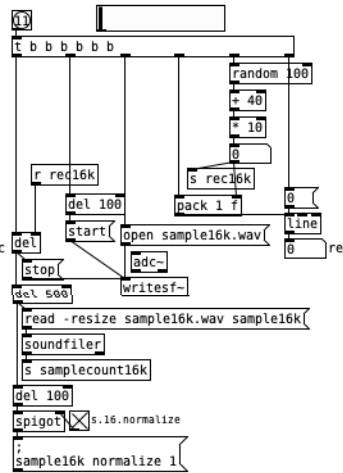 11
t b b b b b b
random 100
+ 40
* 10
0
r rec16k
s rec16k
del 100
pack 1 f
0
start
open sample16k.wav
line
del
adc~
0
re
c
stop
writesf~
del 500
read -resize sample16k.wav sample16k
soundfiler
s samplecount16k
del 100
spigot
s.16.normalize
;
sample16k normalize 1